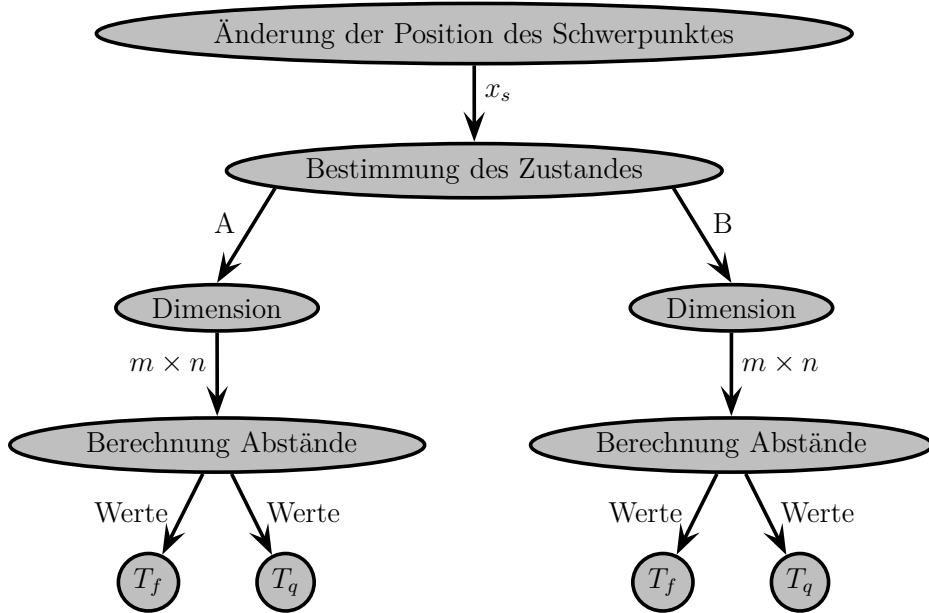 Änderung der Position des Schwerpunktes
x_s
Bestimmung des Zustandes
A
B
Dimension
Dimension
m × n
m × n
Berechnung Abstände
Berechnung Abstände
Werte
Werte
Werte
Werte
T_f
T_q
T_f
T_q